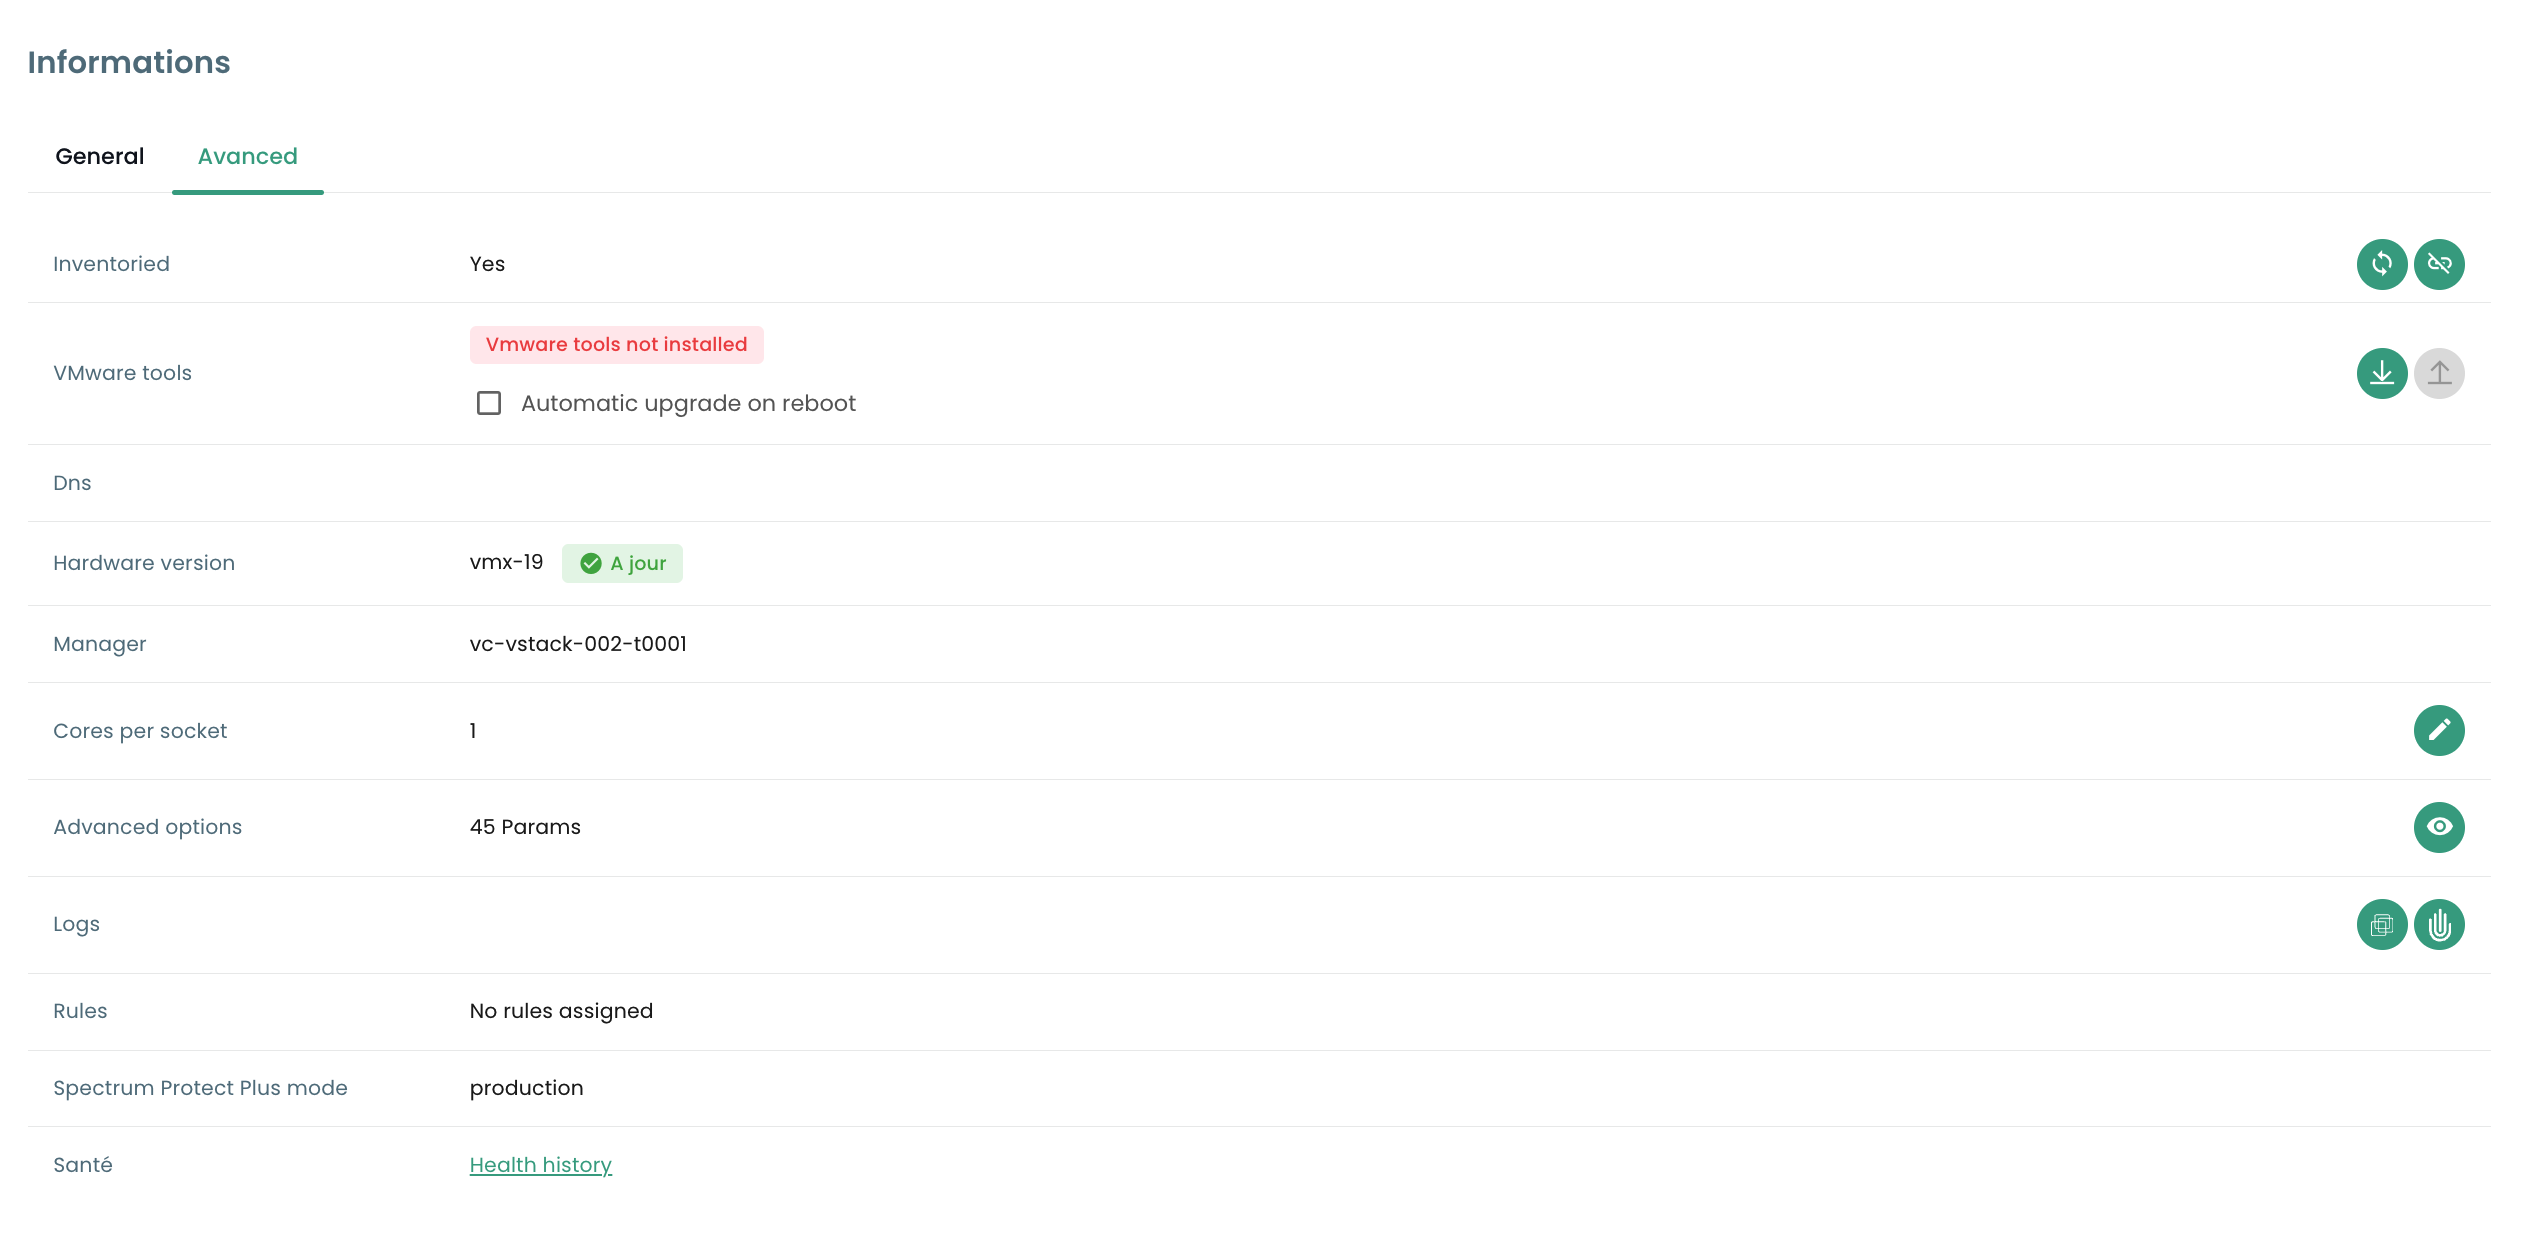 Informations
General Avanced
Inventoried Yes
Vmware tools not installed
VMware tools
Automatic upgrade on reboot
Dns
Hardware version vmx-19 A jour
Manager vc-vstack-002-t0001
Cores per socket 1
Advanced options 45 Params
Logs
Rules No rules assigned
Spectrum Protect Plus mode production
Santé Health history